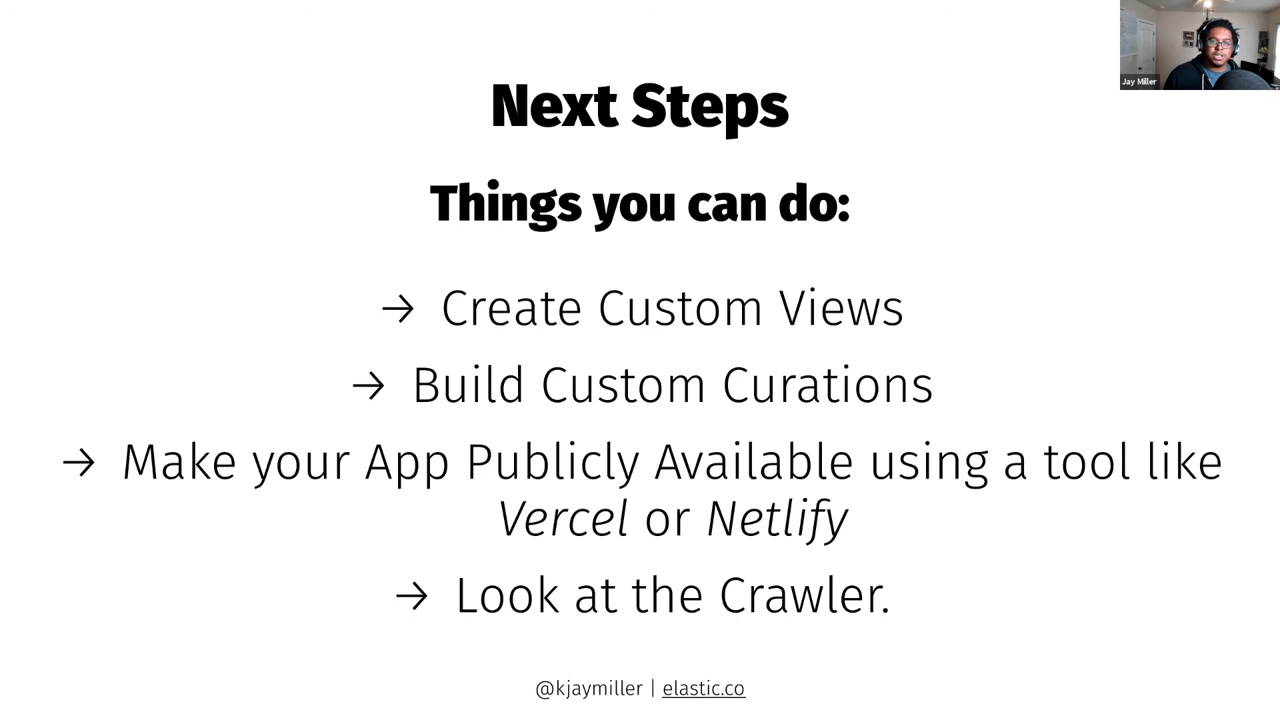 Jay Miller
Next Steps
Things you can do:
→ Create Custom Views
→ Build Custom Curations
→ Make your App Publicly Available using a tool like
Vercel or Netlify
→ Look at the Crawler.
@kjaymiller | elastic.co